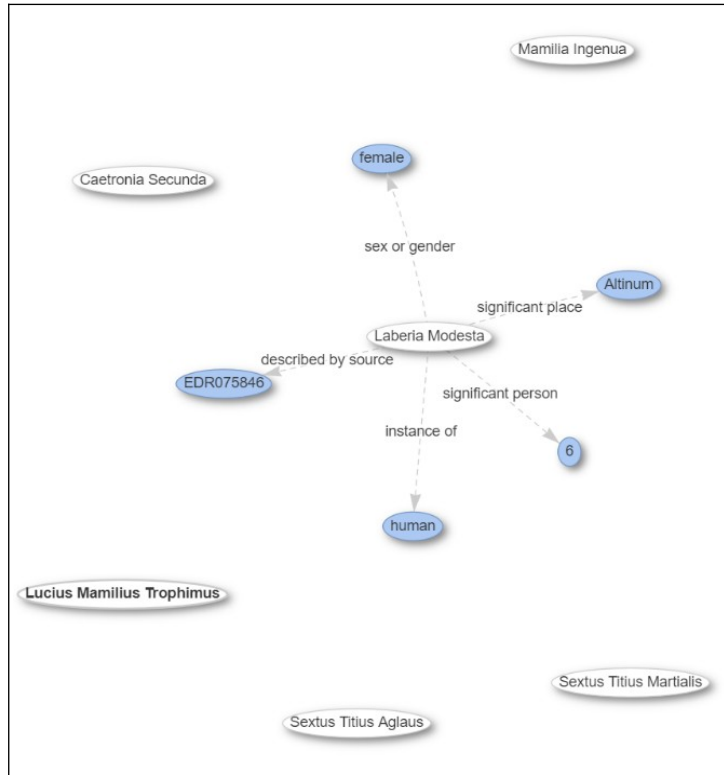 Mamilia Ingenua
female
Caetronia Secunda
sex or gender
Altinum
significant place
Laberia Modesta
described by source
EDR075846
significant person
instance of
6
human
Lucius Mamilius Trophimus
Sextus Titius Martialis
Sextus Titius Aglaus